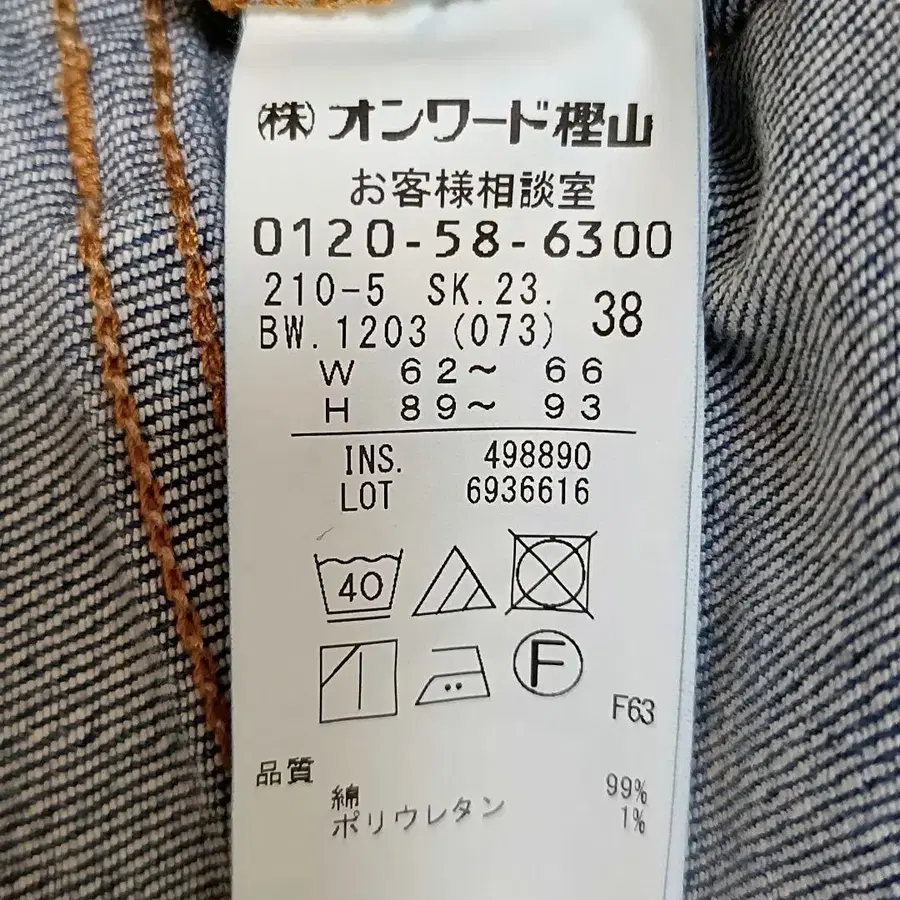 ㈱オンワード樫山
お客様相談室
0120-58-6300
210-5 SK.23.
BW.1203(073) 38
W 62～66
H 89～93
INS. 498890
LOT 6936616
40
F
F63
品質
綿 99%
ポリウレタン 1%